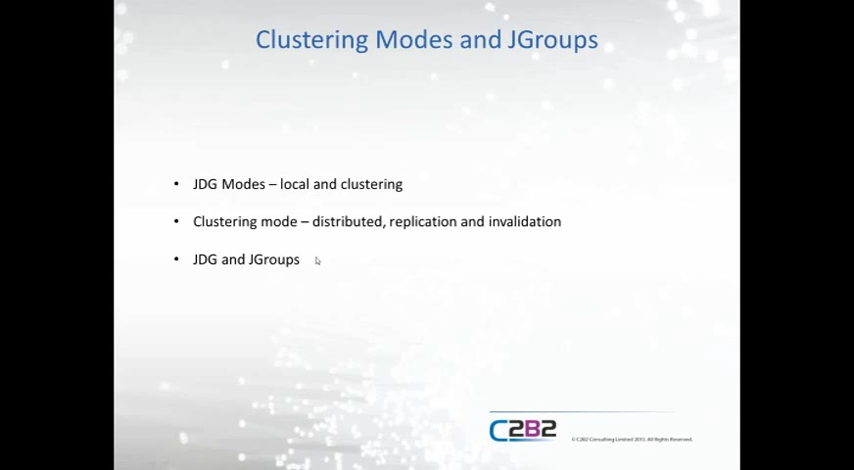 Clustering Modes and JGroups
• JDG Modes – local and clustering
• Clustering mode – distributed, replication and invalidation
• JDG and JGroups
C2B2
© C2B2 Consulting Limited 2013. All Rights Reserved.